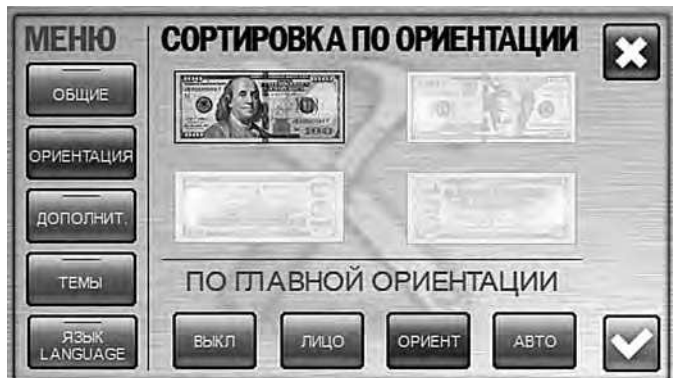 МЕНЮ
СОРТИРОВКА ПО ОРИЕНТАЦИИ
ОБЩИЕ
ОРИЕНТАЦИЯ
ДОПОЛНИТ.
ТЕМЫ
ЯЗЫК
LANGUAGE
ПО ГЛАВНОЙ ОРИЕНТАЦИИ
ВЫКЛ
ЛИЦО
ОРИЕНТ
АВТО